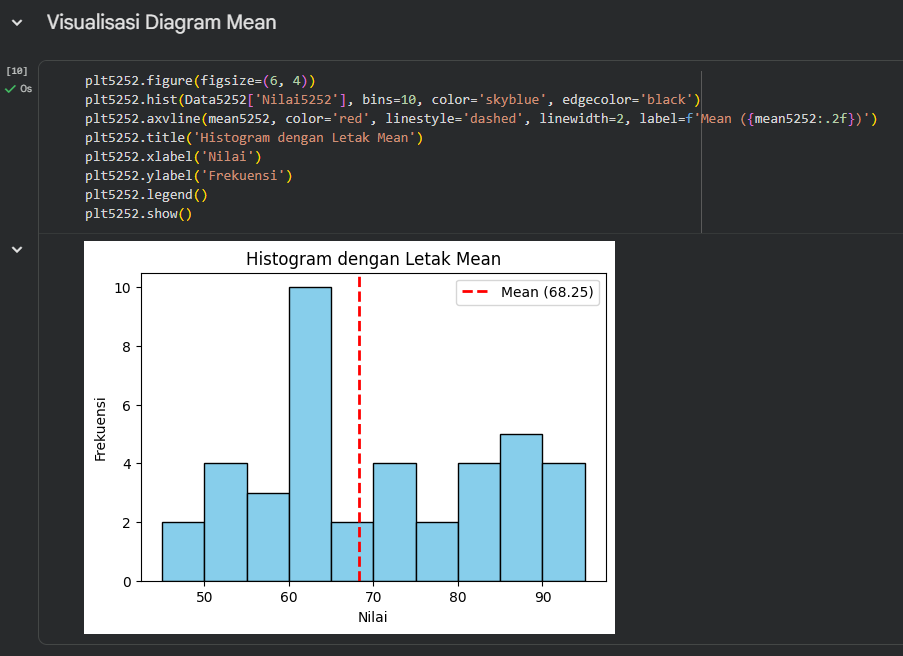 Visualisasi Diagram Mean
[10]
0s
plt5252.figure(figsize=(6, 4))
plt5252.hist(Data5252['Nilai5252'], bins=10, color='skyblue', edgecolor='black')
plt5252.axvline(mean5252, color='red', linestyle='dashed', linewidth=2, label=f'Mean ({mean5252:.2f})')
plt5252.title('Histogram dengan Letak Mean')
plt5252.xlabel('Nilai')
plt5252.ylabel('Frekuensi')
plt5252.legend()
plt5252.show()
Histogram dengan Letak Mean
Mean (68.25)
10
8
6
4
2
0
Frekuensi
50 60 70 80 90
Nilai